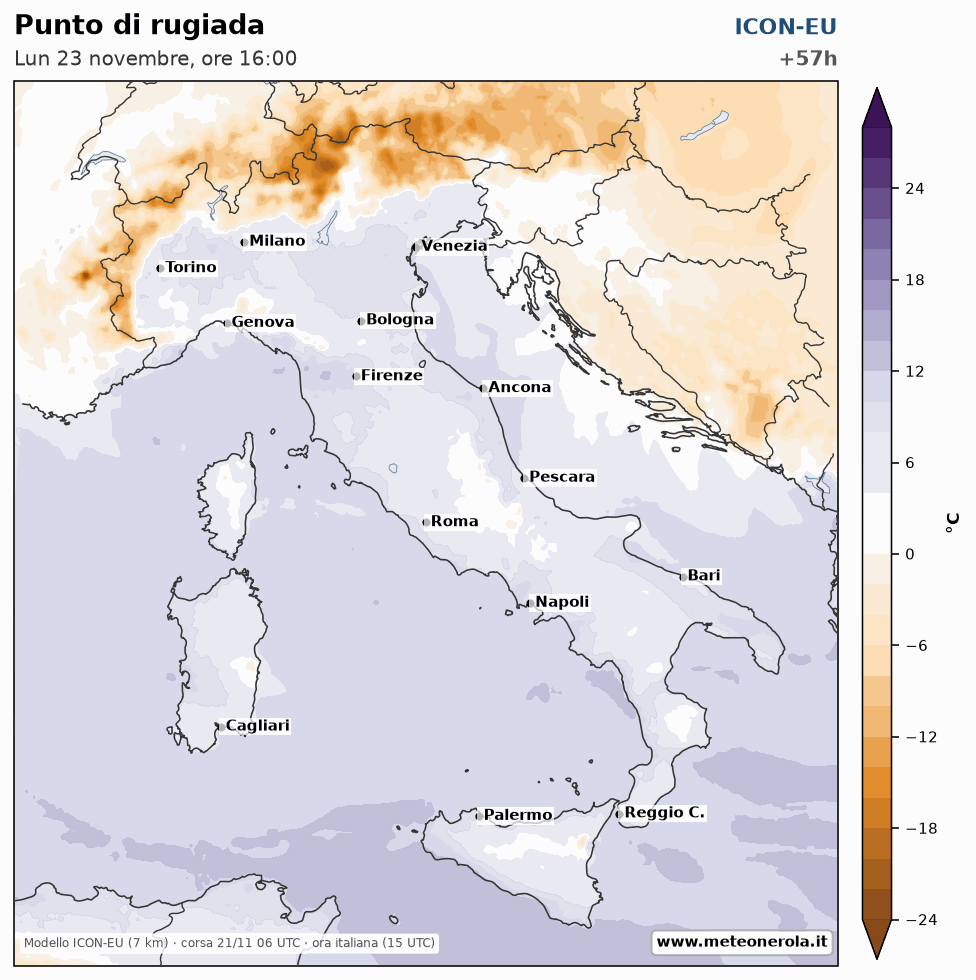 Punto di rugiada
ICON-EU
Lun 23 novembre, ore 16:00
+57h
Milano
Venezia
Torino
Genova
Bologna
Firenze
Ancona
Pescara
Roma
Bari
Napoli
Cagliari
Palermo
Reggio C.
24
18
12
6
0
−6
−12
−18
−24
°C
Modello ICON-EU (7 km) · corsa 21/11 06 UTC · ora italiana (15 UTC)
www.meteonerola.it